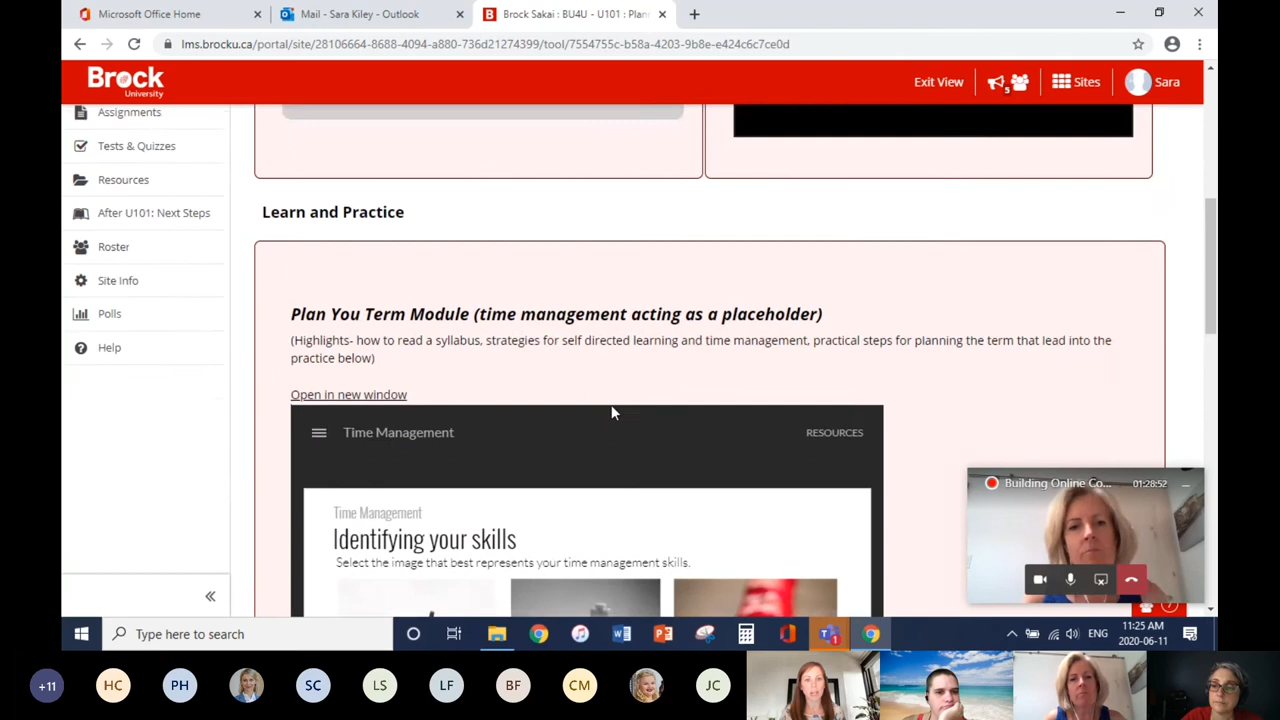 Microsoft Office Home
Mail - Sara Kiley - Outlook
Brock Sakai : BU4U - U101 : Plan
lms.brocku.ca/portal/site/28106664-8688-4094-a880-736d21274399/tool/7554755c-b58a-4203-9b8e-e424c6c7ce0d
Brock
University
Exit View
5
Sites
Sara
Assignments
Tests & Quizzes
Resources
After U101: Next Steps
Roster
Site Info
Polls
Help
Learn and Practice
Plan You Term Module (time management acting as a placeholder)
(Highlights- how to read a syllabus, strategies for self directed learning and time management, practical steps for planning the term that lead into the
practice below)
Open in new window
Time Management
RESOURCES
Time Management
Identifying your skills
Select the image that best represents your time management skills.
Building Online Co...
01:28:52
Type here to search
1
ENG
11:25 AM
2020-06-11
+11
HC
PH
SC
LS
LF
BF
CM
JC